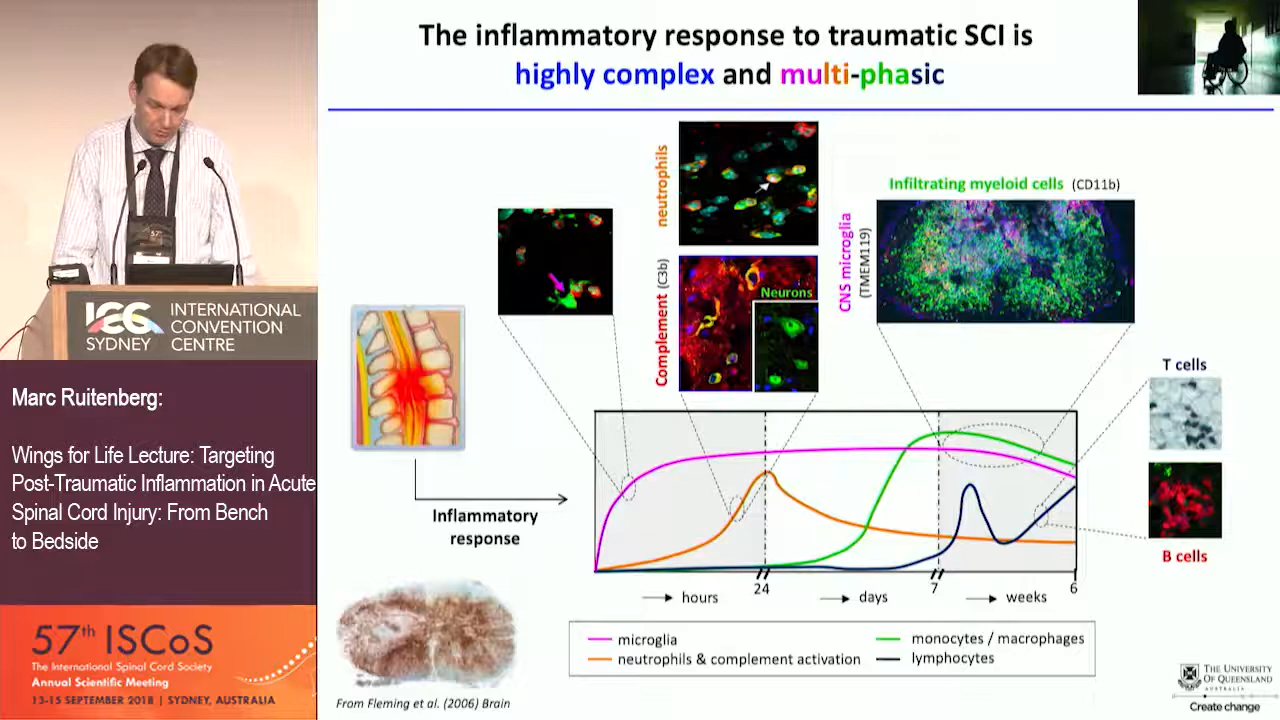 The inflammatory response to traumatic SCI is
highly complex and multi-phasic
ICC
SYDNEY
INTERNATIONAL
CONVENTION
CENTRE
Marc Ruitenberg:
Wings for Life Lecture: Targeting
Post-Traumatic Inflammation in Acute
Spinal Cord Injury: From Bench
to Bedside
57th ISCoS
The International Spinal Cord Society
Annual Scientific Meeting
13-15 SEPTEMBER 2018 | SYDNEY, AUSTRALIA
neutrophils
Complement (C3b)
Neurons
Infiltrating myeloid cells (CD11b)
CNS microglia
(TMEM119)
T cells
B cells
Inflammatory
response
24
7
6
hours
days
weeks
microglia
neutrophils & complement activation
monocytes / macrophages
lymphocytes
From Fleming et al. (2006) Brain
THE UNIVERSITY
OF QUEENSLAND
AUSTRALIA
Create change